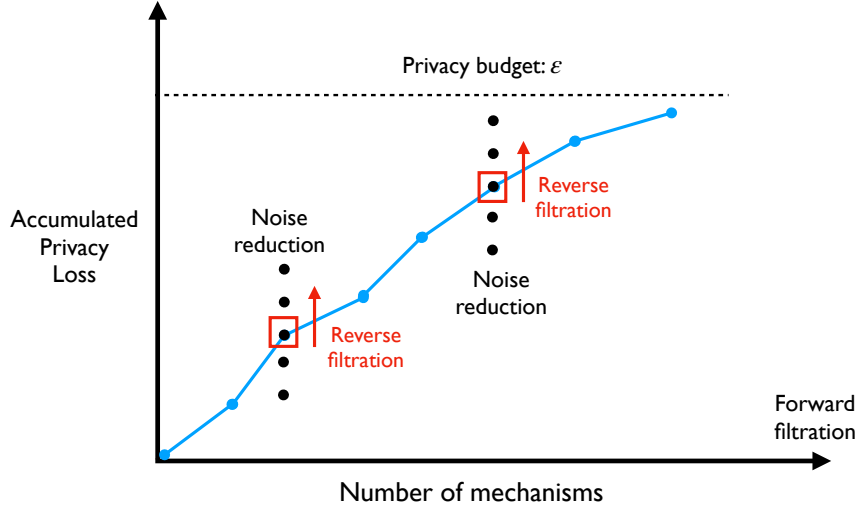 Privacy budget: ε
Accumulated
Privacy
Loss
Noise
reduction
Reverse
filtration
Noise
reduction
Reverse
filtration
Forward
filtration
Number of mechanisms